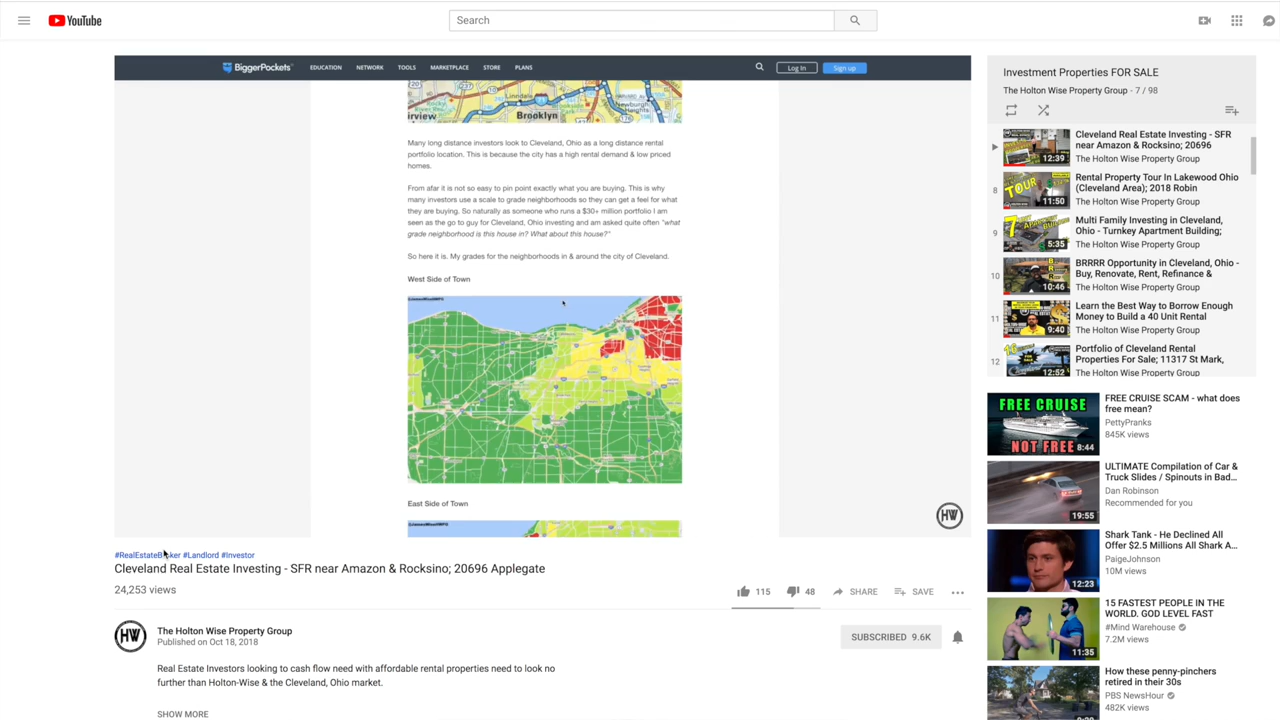 YouTube
Search
BiggerPockets EDUCATION NETWORK TOOLS MARKETPLACE STORE PLANS Log In Sign up
Linndale
Brooklyn
Newburgh
Heights
Many long distance investors look to Cleveland, Ohio as a long distance rental
portfolio location. This is because the city has a high rental demand & low priced
homes.
From afar it is not so easy to pin point exactly what you are buying. This is why
many investors use a scale to grade neighborhoods so they can get a feel for what
they are buying. So naturally as someone who runs a $30+ million portfolio I am
seen as the go to guy for Cleveland, Ohio investing and am asked quite often "what
grade neighborhood is this house in? What about this house?"
So here it is. My grades for the neighborhoods in & around the city of Cleveland.
West Side of Town
East Side of Town
HW
#RealEstateB ker #Landlord #Investor
Cleveland Real Estate Investing - SFR near Amazon & Rocksino; 20696 Applegate
24,253 views
115 48 SHARE SAVE
HW
The Holton Wise Property Group
Published on Oct 18, 2018
SUBSCRIBED 9.6K
Real Estate Investors looking to cash flow need with affordable rental properties need to look no
further than Holton-Wise & the Cleveland, Ohio market.
SHOW MORE
Investment Properties FOR SALE
The Holton Wise Property Group - 7 / 98
Cleveland Real Estate Investing - SFR
near Amazon & Rocksino; 20696
The Holton Wise Property Group
12:39
8
Rental Property Tour In Lakewood Ohio
(Cleveland Area); 2018 Robin
The Holton Wise Property Group
TOUR
11:50
9
Multi Family Investing in Cleveland,
Ohio - Turnkey Apartment Building;
The Holton Wise Property Group
5:35
10
BRRRR Opportunity in Cleveland, Ohio -
Buy, Renovate, Rent, Refinance &
The Holton Wise Property Group
10:46
11
Learn the Best Way to Borrow Enough
Money to Build a 40 Unit Rental
The Holton Wise Property Group
9:40
12
Portfolio of Cleveland Rental
Properties For Sale; 11317 St Mark,
The Holton Wise Property Group
12:52
FREE CRUISE
NOT FREE
8:44
FREE CRUISE SCAM - what does
free mean?
PettyPranks
845K views
19:55
ULTIMATE Compilation of Car &
Truck Slides / Spinouts in Bad...
Dan Robinson
Recommended for you
12:23
Shark Tank - He Declined All
Offer $2.5 Millions All Shark A...
PaigeJohnson
10M views
11:35
15 FASTEST PEOPLE IN THE
WORLD. GOD LEVEL FAST
#Mind Warehouse
7.2M views
How these penny-pinchers
retired in their 30s
PBS NewsHour
482K views